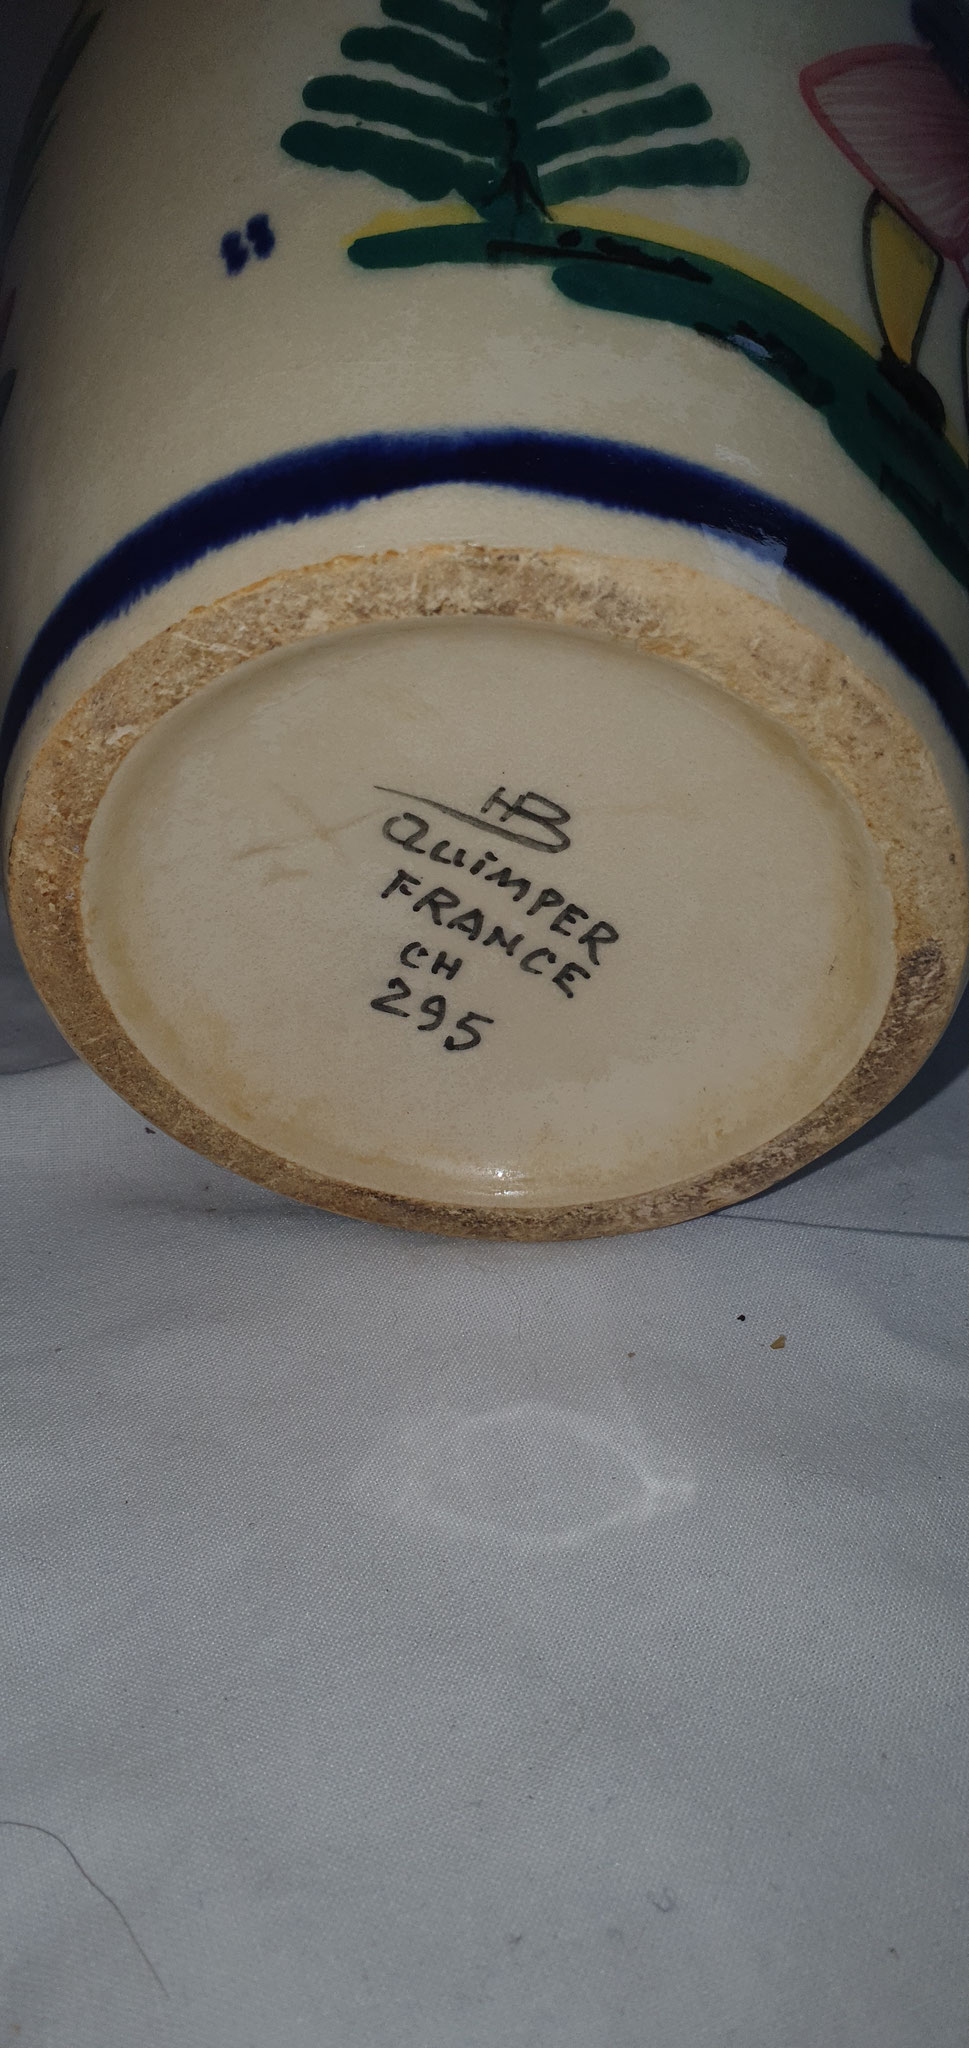 HB
Quimper
FRANCE
CH
295